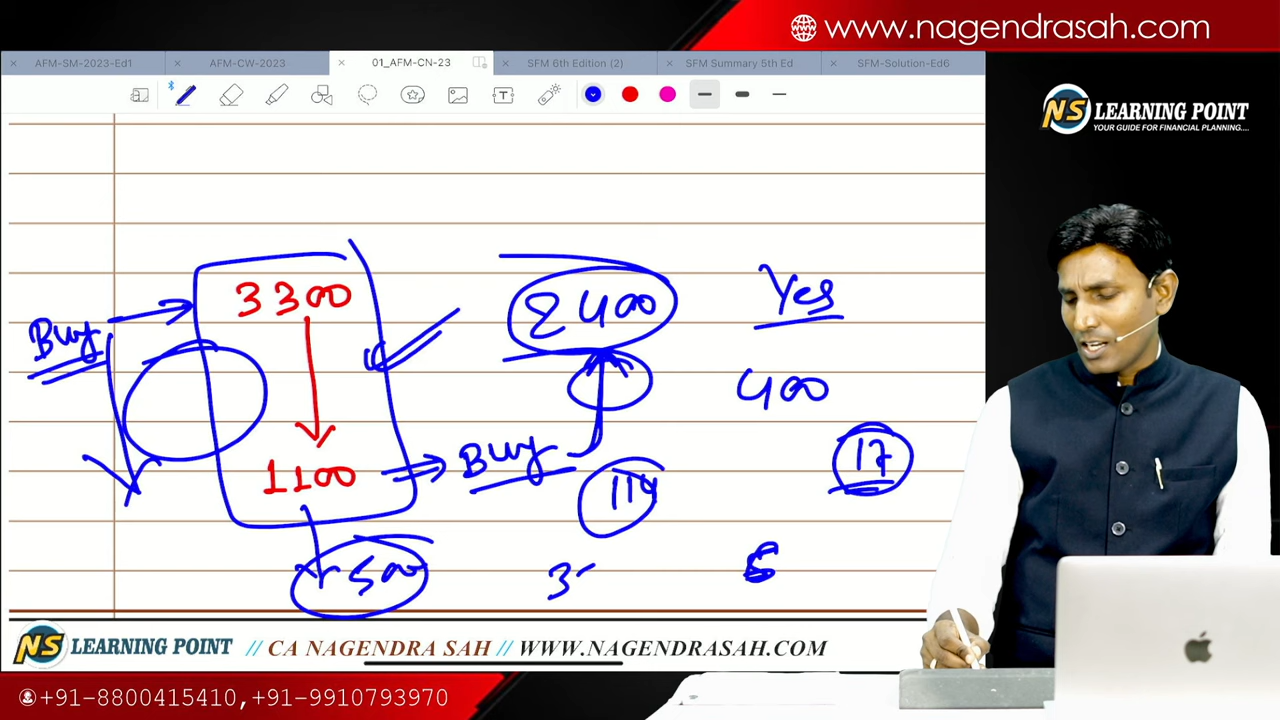 www.nagendrasah.com
AFM-SM-2023-Ed1
AFM-CW-2023
01_AFM-CN-23
SFM 6th Edition (2)
SFM Summary 5th Ed
SFM-Solution-Ed6
NS LEARNING POINT
YOUR GUIDE FOR FINANCIAL PLANNING....
3300
2400
Yes
Buy
400
1100
Buy
114
17
NS LEARNING POINT // CA NAGENDRA SAH // WWW.NAGENDRASAH.COM
+91-8800415410,+91-9910793970